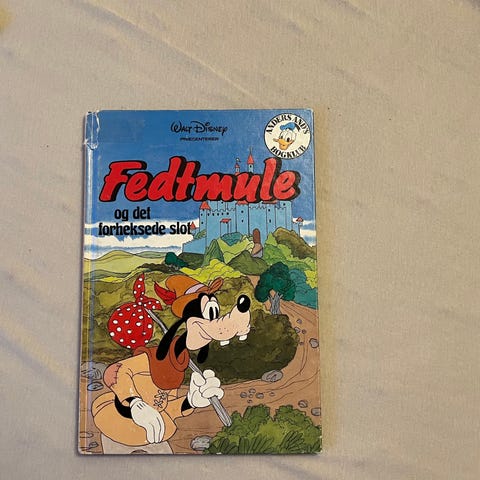 Walt Disney
PRÆSENTERER
ANDERS AND'S
BOGKLUB
Fedtmule
og det
forheksede slot